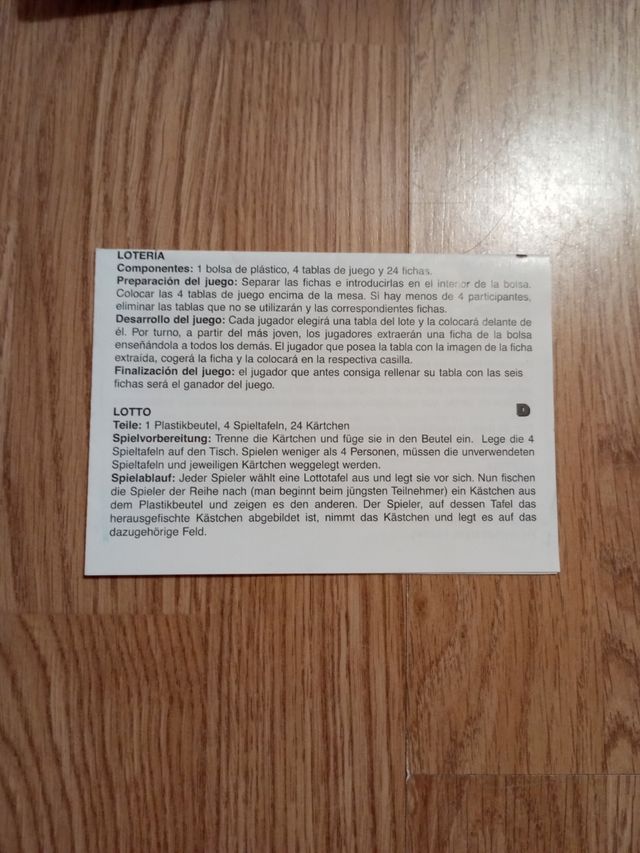 LOTERIA
Componentes: 1 bolsa de plástico, 4 tablas de juego y 24 fichas.
Preparación del juego: Separar las fichas e introducirlas en el interior de la bolsa.
Colocar las 4 tablas de juego encima de la mesa. Si hay menos de 4 participantes,
eliminar las tablas que no se utilizarán y las correspondientes fichas.
Desarrollo del juego: Cada jugador elegirá una tabla del lote y la colocará delante de
él. Por turno, a partir del más joven, los jugadores extraerán una ficha de la bolsa
enseñándola a todos los demás. El jugador que posea la tabla con la imagen de la ficha
extraída, cogerá la ficha y la colocará en la respectiva casilla.
Finalización del juego: el jugador que antes consiga rellenar su tabla con las seis
fichas será el ganador del juego.
LOTTO D
Teile: 1 Plastikbeutel, 4 Spieltafeln, 24 Kärtchen
Spielvorbereitung: Trenne die Kärtchen und füge sie in den Beutel ein. Lege die 4
Spieltafeln auf den Tisch. Spielen weniger als 4 Personen, müssen die unverwendeten
Spieltafeln und jeweiligen Kärtchen weggelegt werden.
Spielablauf: Jeder Spieler wählt eine Lottotafel aus und legt sie vor sich. Nun fischen
die Spieler der Reihe nach (man beginnt beim jüngsten Teilnehmer) ein Kästchen aus
dem Plastikbeutel und zeigen es den anderen. Der Spieler, auf dessen Tafel das
herausgefischte Kästchen abgebildet ist, nimmt das Kästchen und legt es auf das
dazugehörige Feld.